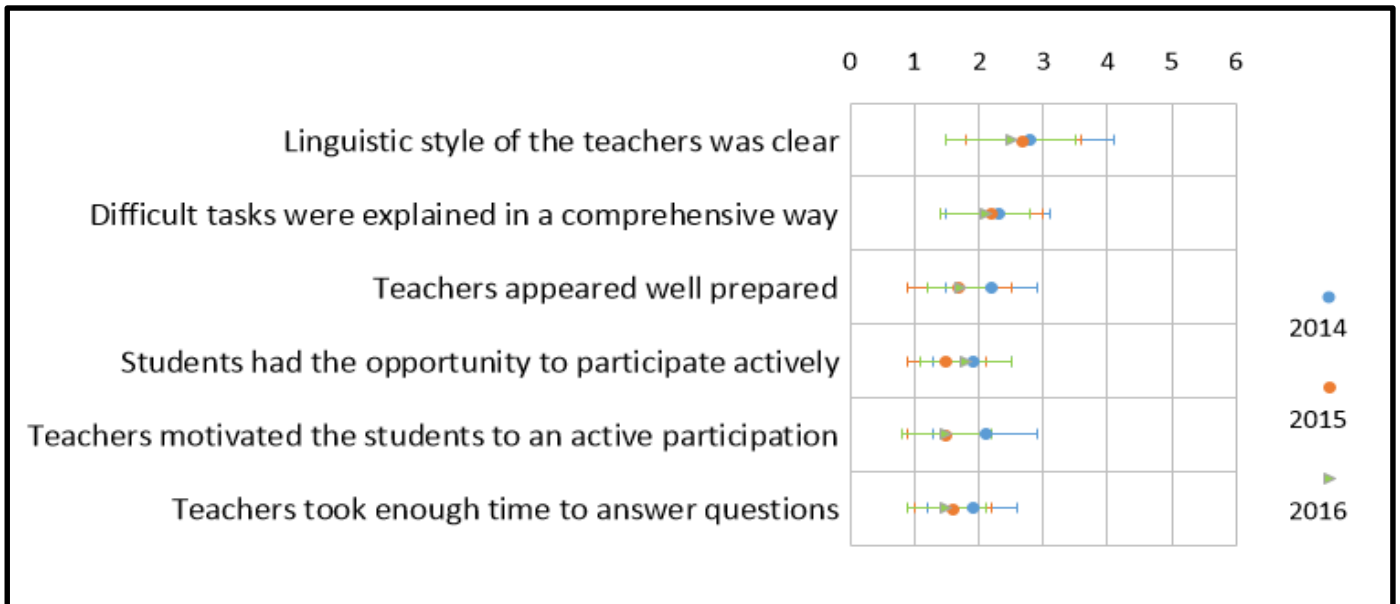 0 1 2 3 4 5 6
Linguistic style of the teachers was clear
Difficult tasks were explained in a comprehensive way
Teachers appeared well prepared
Students had the opportunity to participate actively
Teachers motivated the students to an active participation
Teachers took enough time to answer questions
2014
2015
2016